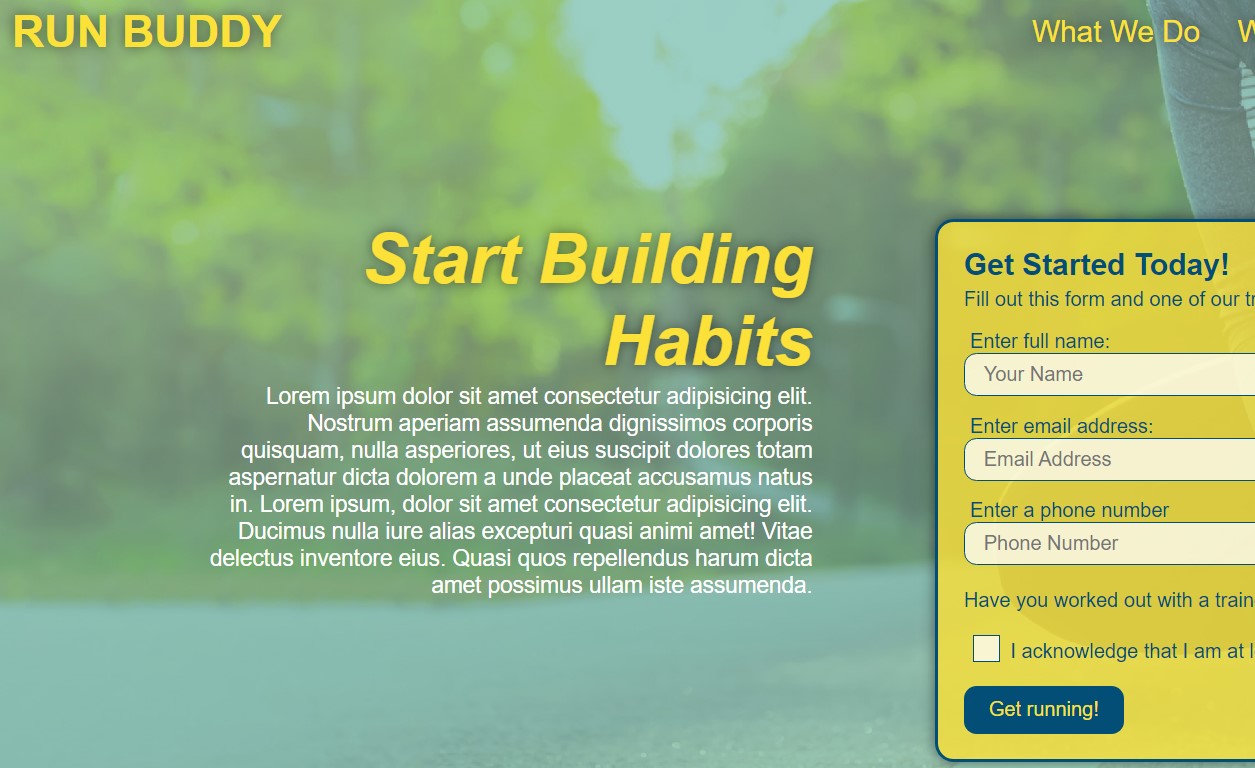 RUN BUDDY
What We Do
Start Building
Habits
Lorem ipsum dolor sit amet consectetur adipisicing elit.
Nostrum aperiam assumenda dignissimos corporis
quisquam, nulla asperiores, ut eius suscipit dolores totam
aspernatur dicta dolorem a unde placeat accusamus natus
in. Lorem ipsum, dolor sit amet consectetur adipisicing elit.
Ducimus nulla iure alias excepturi quasi animi amet! Vitae
delectus inventore eius. Quasi quos repellendus harum dicta
amet possimus ullam iste assumenda.
Get Started Today!
Fill out this form and one of our
Enter full name:
Your Name
Enter email address:
Email Address
Enter a phone number
Phone Number
Have you worked out with a
I acknowledge that I am at
Get running!